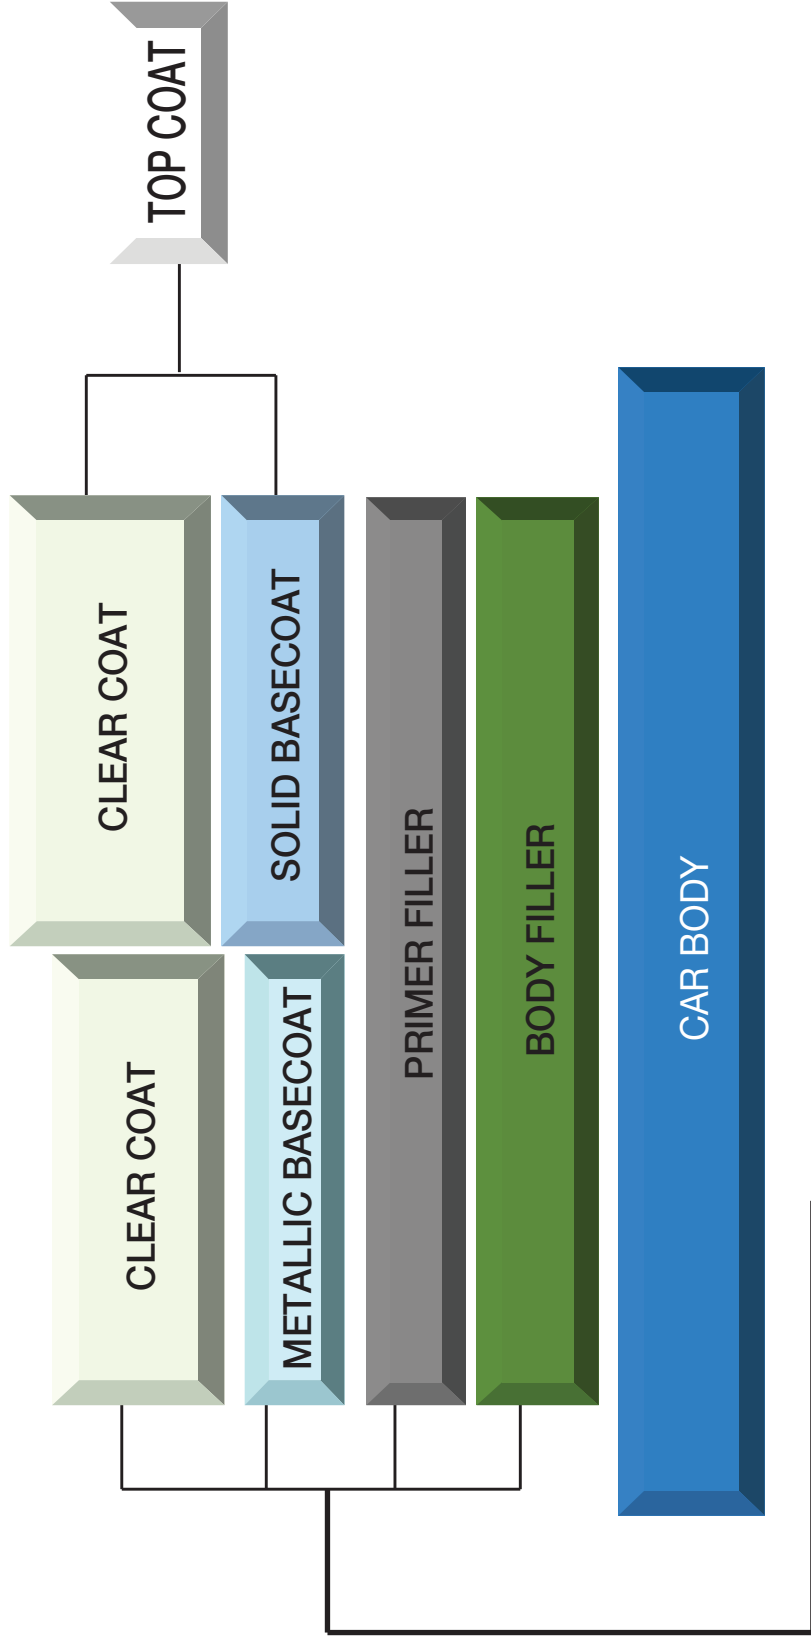 TOP COAT
CLEAR COAT
CLEAR COAT
METALLIC BASECOAT
SOLID BASECOAT
PRIMER FILLER
BODY FILLER
CAR BODY